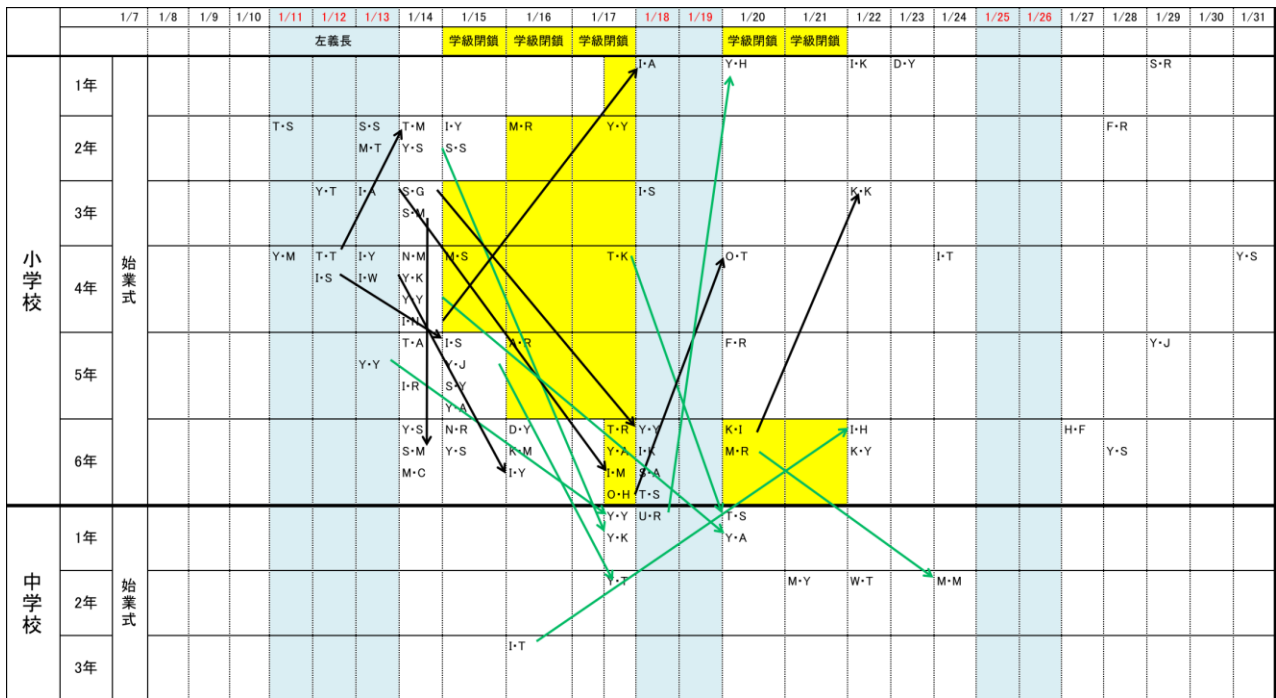 1/7 1/8 1/9 1/10 1/11 1/12 1/13 1/14 1/15 1/16 1/17 1/18 1/19 1/20 1/21 1/22 1/23 1/24 1/25 1/26 1/27 1/28 1/29 1/30 1/31
左義長 学級閉鎖 学級閉鎖 学級閉鎖 学級閉鎖 学級閉鎖
小学校
始業式
1年
I・A Y・H I・K D・Y S・R
2年
T・S S・S T・M I・Y M・R Y・Y F・R
M・T Y・S S・S
3年
Y・T I・A S・G I・S K・K
S・M
4年
Y・M T・T I・Y N・M M・S T・K O・T I・T Y・S
I・S I・W Y・K
Y・Y
I・N
5年
T・A I・S A・R F・R Y・J
Y・Y Y・J
I・R S・Y
Y・A
6年
Y・S N・R D・Y T・R Y・Y K・I I・H H・F
S・M Y・S K・M Y・A I・K M・R K・Y Y・S
M・C I・Y I・M S・A
O・H T・S
中学校
始業式
1年
Y・Y U・R T・S
Y・K Y・A
2年
Y・T M・Y W・T M・M
3年
I・T